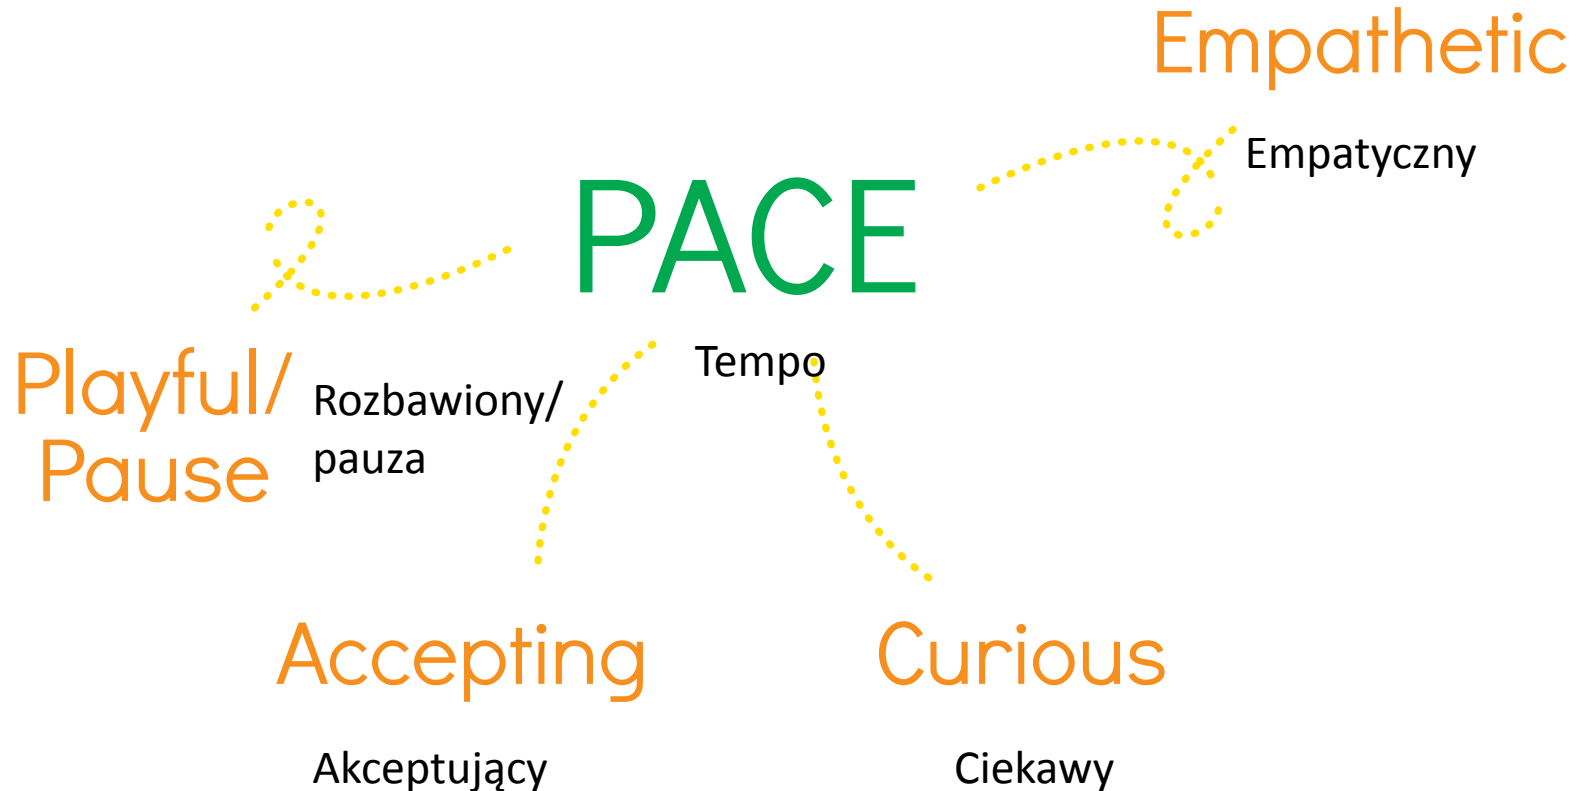 Empathetic
Empatyczny
PACE
Tempo
Playful/
Pause
Rozbawiony/
pauza
Accepting
Akceptujący
Curious
Ciekawy